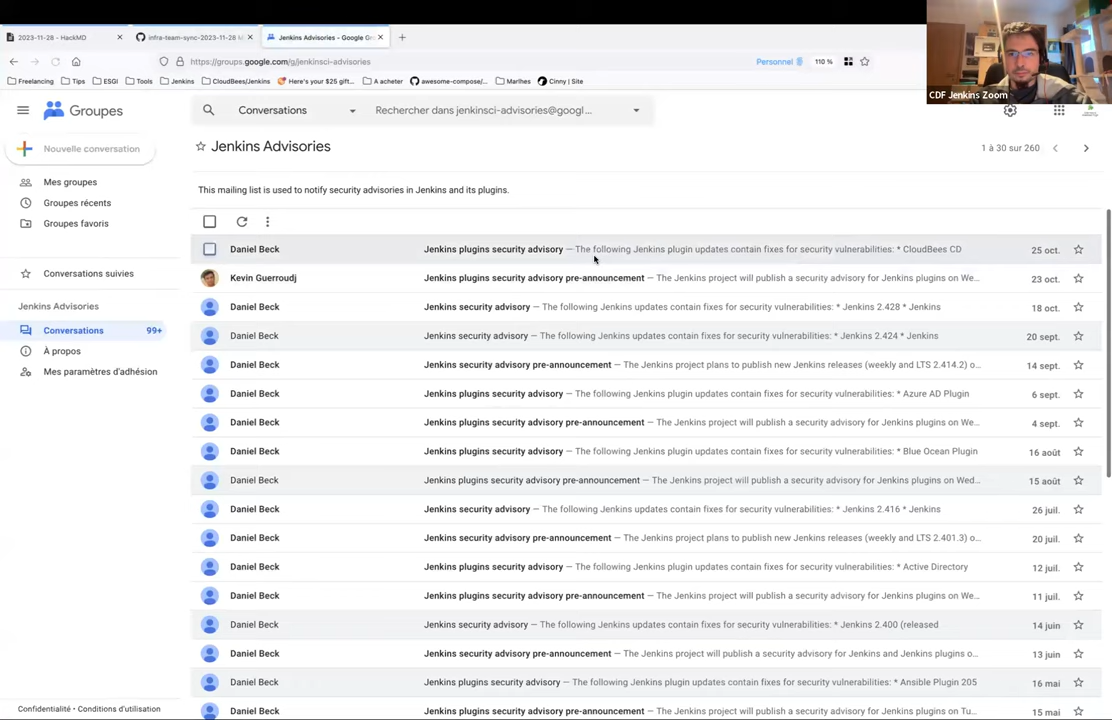 2023-11-28 - HackMD
infra-team-sync-2023-11-28 M
Jenkins Advisories - Google Gr
https://groups.google.com/g/jenkinsci-advisories
Personnel
110 %
Freelancing
Tips
ESGI
Tools
Jenkins
CloudBees/Jenkins
Here's your $25 gift...
A acheter
awesome-compose/...
Marlhes
Cinny | Site
CDF Jenkins Zoom
Groupes
Conversations
Rechercher dans jenkinsci-advisories@googl ...
Nouvelle conversation
Mes groupes
Groupes récents
Groupes favoris
Conversations suivies
Jenkins Advisories
Conversations 99+
À propos
Mes paramètres d'adhésion
Confidentialité • Conditions d'utilisation
Jenkins Advisories
1 à 30 sur 260
This mailing list is used to notify security advisories in Jenkins and its plugins.
Daniel Beck Jenkins plugins security advisory — The following Jenkins plugin updates contain fixes for security vulnerabilities: * CloudBees CD 25 oct.
Kevin Guerroudj Jenkins plugins security advisory pre-announcement — The Jenkins project will publish a security advisory for Jenkins plugins on We... 23 oct.
Daniel Beck Jenkins security advisory — The following Jenkins updates contain fixes for security vulnerabilities: * Jenkins 2.428 * Jenkins 18 oct.
Daniel Beck Jenkins security advisory — The following Jenkins updates contain fixes for security vulnerabilities: * Jenkins 2.424 * Jenkins 20 sept.
Daniel Beck Jenkins security advisory pre-announcement — The Jenkins project plans to publish new Jenkins releases (weekly and LTS 2.414.2) o... 14 sept.
Daniel Beck Jenkins plugins security advisory — The following Jenkins plugin updates contain fixes for security vulnerabilities: * Azure AD Plugin 6 sept.
Daniel Beck Jenkins plugins security advisory pre-announcement — The Jenkins project will publish a security advisory for Jenkins plugins on We... 4 sept.
Daniel Beck Jenkins plugins security advisory — The following Jenkins plugin updates contain fixes for security vulnerabilities: * Blue Ocean Plugin 16 août
Daniel Beck Jenkins plugins security advisory pre-announcement — The Jenkins project will publish a security advisory for Jenkins plugins on Wed... 15 août
Daniel Beck Jenkins security advisory — The following Jenkins updates contain fixes for security vulnerabilities: * Jenkins 2.416 * Jenkins 26 juil.
Daniel Beck Jenkins security advisory pre-announcement — The Jenkins project plans to publish new Jenkins releases (weekly and LTS 2.401.3) o... 20 juil.
Daniel Beck Jenkins plugins security advisory — The following Jenkins plugin updates contain fixes for security vulnerabilities: * Active Directory 12 juil.
Daniel Beck Jenkins plugins security advisory pre-announcement — The Jenkins project will publish a security advisory for Jenkins plugins on We... 11 juil.
Daniel Beck Jenkins security advisory — The following Jenkins updates contain fixes for security vulnerabilities: * Jenkins 2.400 (released 14 juin
Daniel Beck Jenkins security advisory pre-announcement — The Jenkins project will publish a security advisory for Jenkins and Jenkins plugins o... 13 juin
Daniel Beck Jenkins plugins security advisory — The following Jenkins plugin updates contain fixes for security vulnerabilities: * Ansible Plugin 205 16 mai
Daniel Beck Jenkins plugins security advisory pre-announcement — The Jenkins project will publish a security advisory for Jenkins plugins on Tu... 15 mai